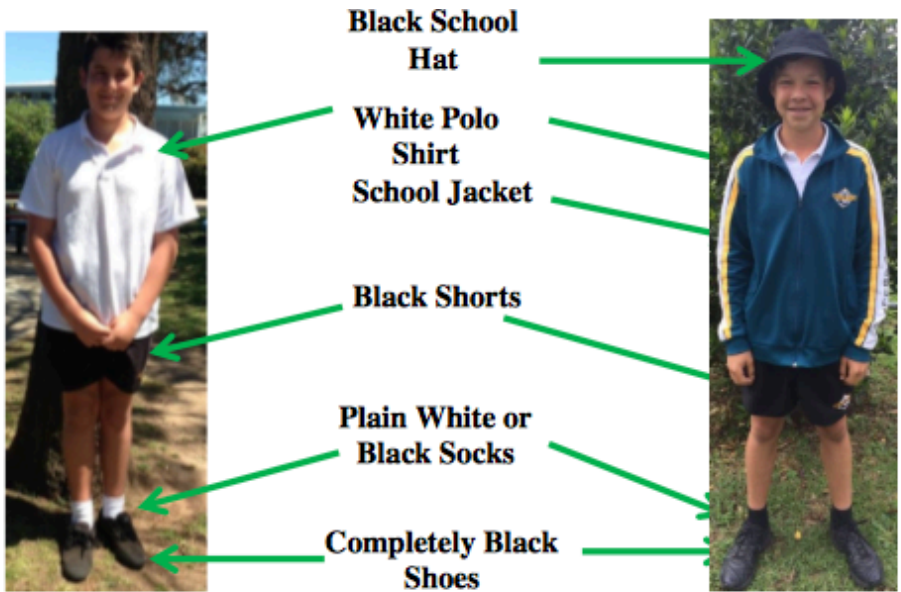 Black School
Hat
White Polo
Shirt
School Jacket
Black Shorts
Plain White or
Black Socks
Completely Black
Shoes